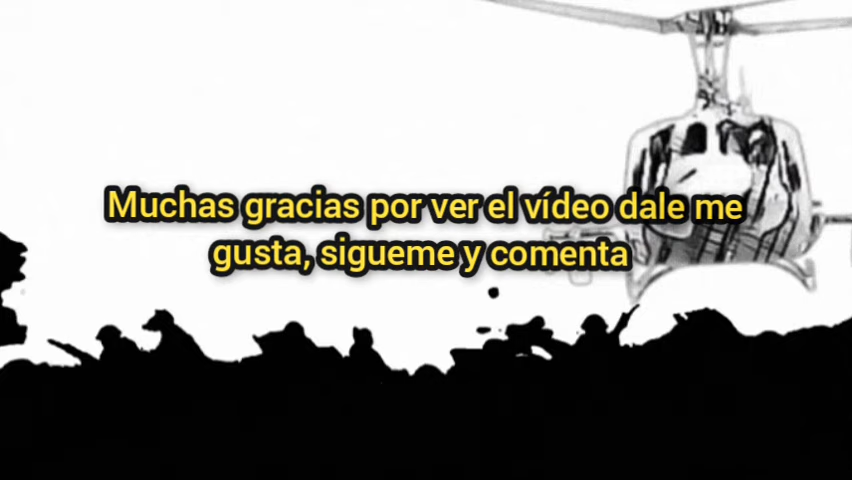 Muchas gracias por ver el vídeo dale me
gusta, sigueme y comenta